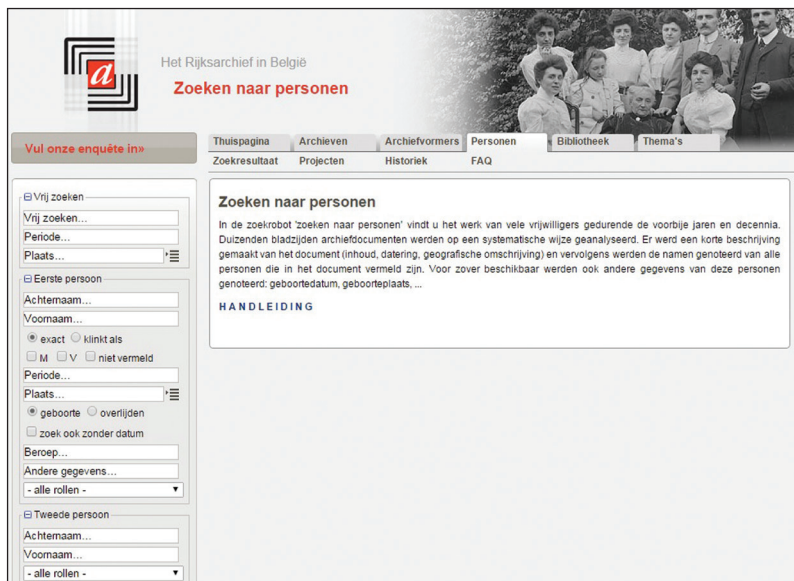 a
Het Rijksarchief in België
Zoeken naar personen
Vul onze enquête in»
Thuispagina Archieven Archiefvormers Personen Bibliotheek Thema's
Zoekresultaat Projecten Historiek FAQ
Vrij zoeken
Vrij zoeken...
Periode...
Plaats...
Eerste persoon
Achternaam...
Voornaam...
exact klinkt als
M V niet vermeld
Periode...
Plaats...
geboorte overlijden
zoek ook zonder datum
Beroep...
Andere gegevens...
- alle rollen -
Tweede persoon
Achternaam...
Voornaam...
- alle rollen -
Zoeken naar personen
In de zoekrobot 'zoeken naar personen' vindt u het werk van vele vrijwilligers gedurende de voorbije jaren en decennia.
Duizenden bladzijden archiefdocumenten werden op een systematische wijze geanalyseerd. Er werd een korte beschrijving
gemaakt van het document (inhoud, datering, geografische omschrijving) en vervolgens werden de namen genoteerd van alle
personen die in het document vermeld zijn. Voor zover beschikbaar werden ook andere gegevens van deze personen
genoteerd: geboortedatum, geboorteplaats, ...
HANDLEIDING